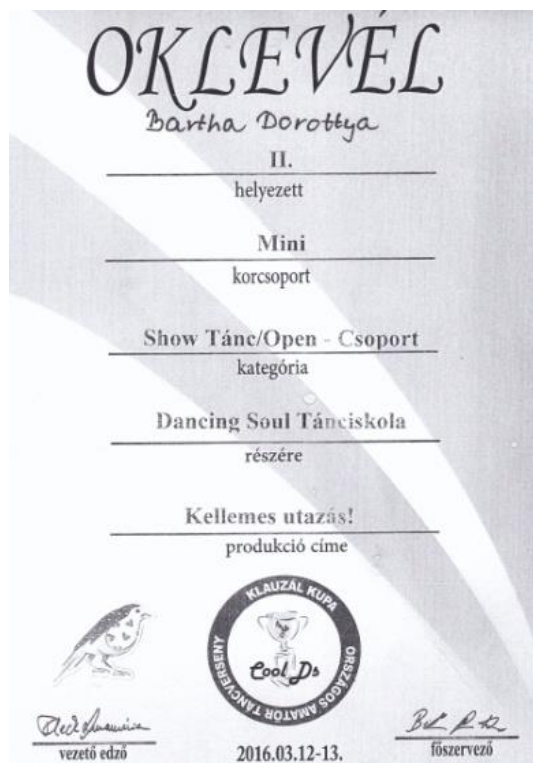 OKLEVÉL
Bartha Dorottya
II.
helyezett
Mini
korcsoport
Show Tánc/Open - Csoport
kategória
Dancing Soul Tánciskola
részére
Kellemes utazás!
produkció címe
KLAUZÁL KUPA
ORSZÁGOS AMATŐR TÁNCVERSENY
Cool Ds
vezető edző
2016.03.12-13.
főszervező